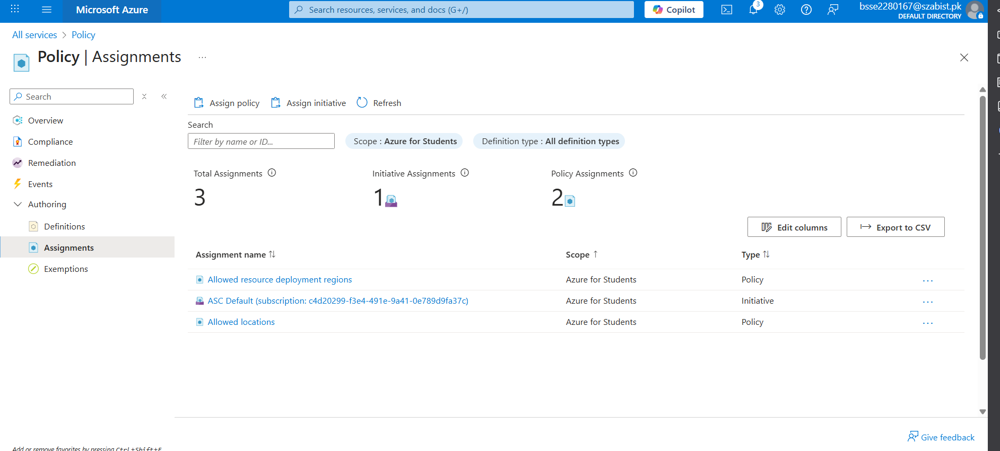 Microsoft Azure
Search resources, services, and docs (G+/)
Copilot
3
bsse2280167@szabist.pk
DEFAULT DIRECTORY
All services > Policy
Policy | Assignments ...
Search
Overview
Compliance
Remediation
Events
Authoring
Definitions
Assignments
Exemptions
Assign policy Assign initiative Refresh
Search
Filter by name or ID...
Scope : Azure for Students
Definition type : All definition types
Total Assignments
3
Initiative Assignments
1
Policy Assignments
2
Edit columns
Export to CSV
Assignment name Scope Type
Allowed resource deployment regions Azure for Students Policy ...
ASC Default (subscription: c4d20299-f3e4-491e-9a41-0e789d9fa37c) Azure for Students Initiative ...
Allowed locations Azure for Students Policy ...
Give feedback
Add or remove favorites by pressing Ctrl+Shift+F